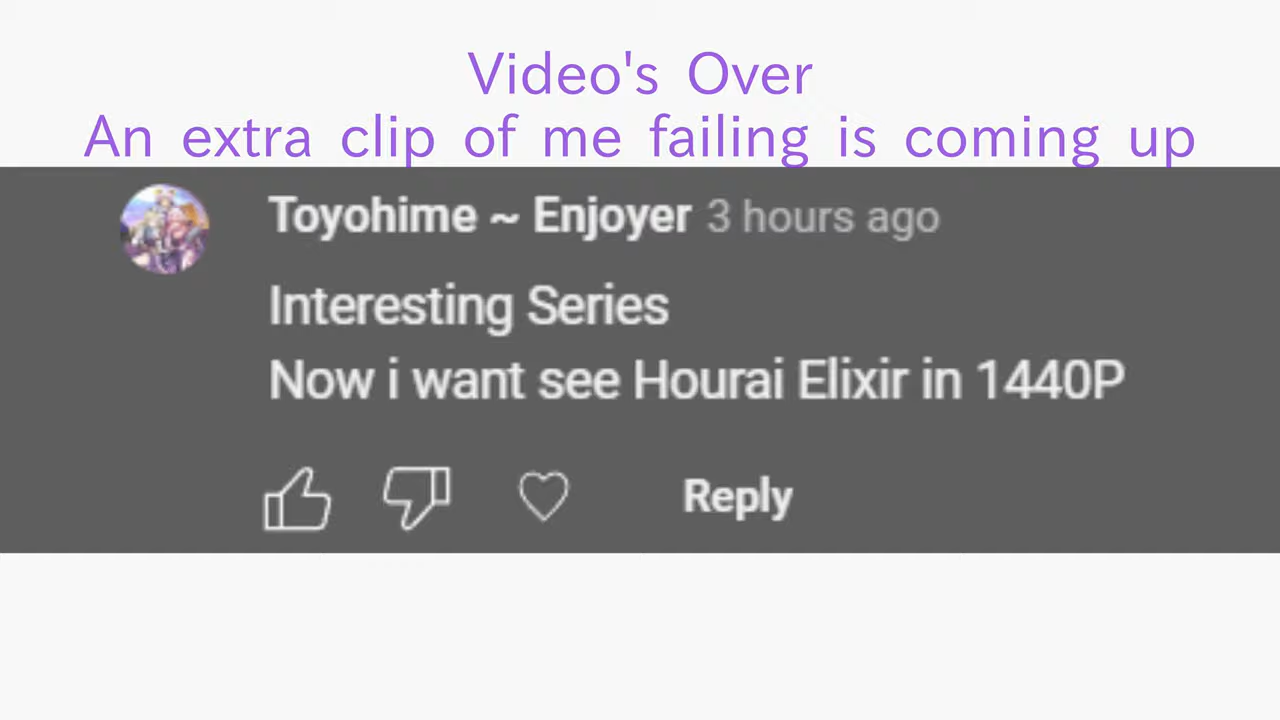 Video's Over
An extra clip of me failing is coming up
Toyohime ~ Enjoyer 3 hours ago
Interesting Series
Now i want see Hourai Elixir in 1440P
Reply